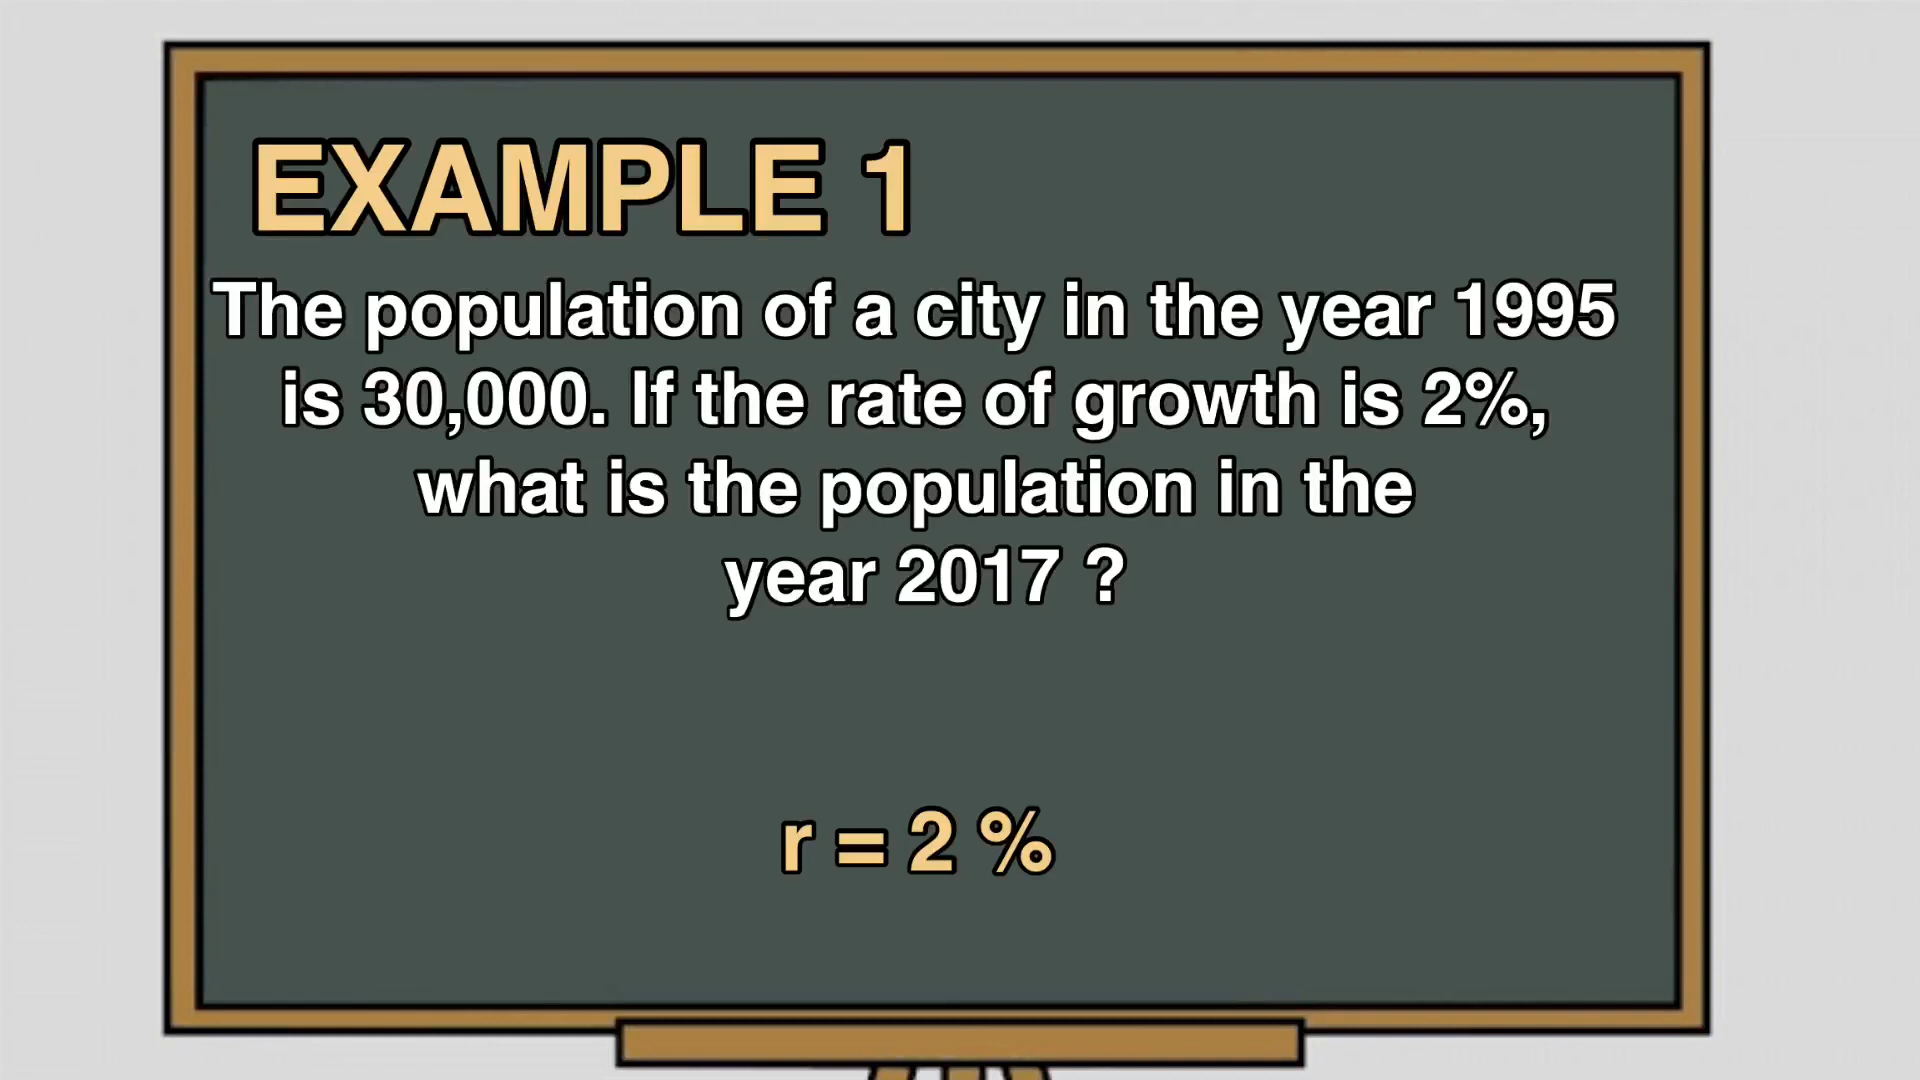 EXAMPLE 1
The population of a city in the year 1995
is 30,000. If the rate of growth is 2%,
what is the population in the
year 2017 ?
r = 2 %